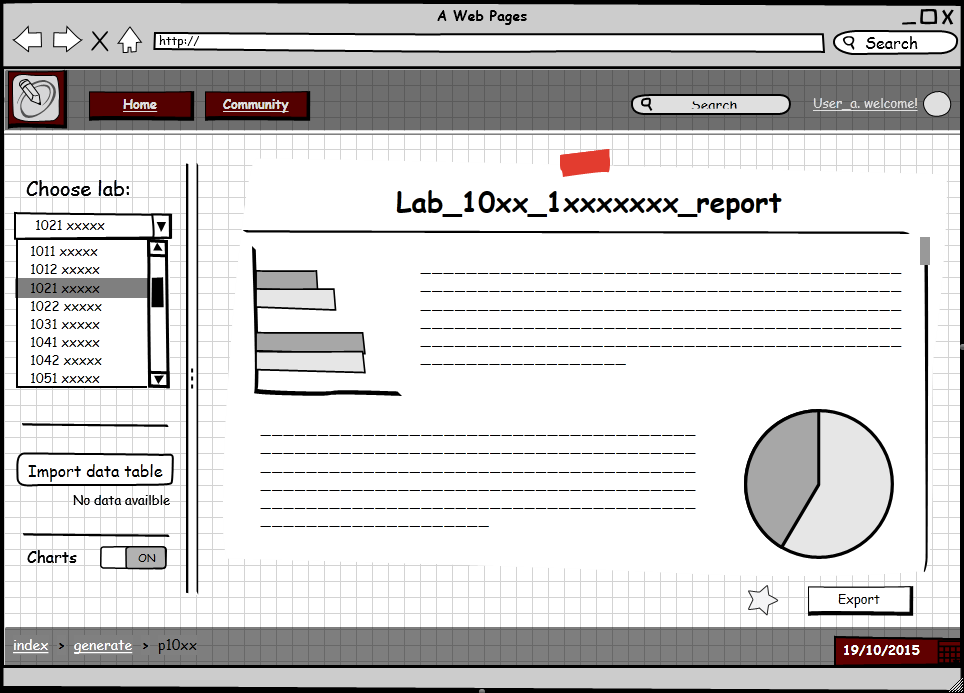 A Web Pages
http://
Search
Home
Community
Search
User_a. welcome!
Choose lab:
1021 xxxxx
1011 xxxxx
1012 xxxxx
1021 xxxxx
1022 xxxxx
1031 xxxxx
1041 xxxxx
1042 xxxxx
1051 xxxxx
Import data table
No data availble
Charts
ON
Lab_10xx_1xxxxxxx_report
Export
index > generate > p10xx
19/10/2015